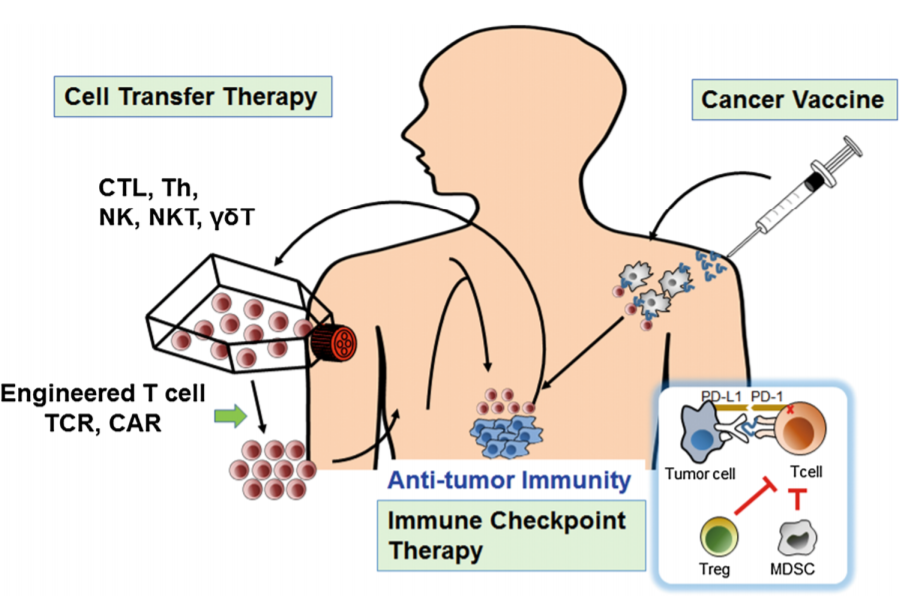 Cell Transfer Therapy
Cancer Vaccine
CTL, Th,
NK, NKT, γδT
Engineered T cell
TCR, CAR
Anti-tumor Immunity
Immune Checkpoint
Therapy
PD-L1 PD-1
Tumor cell
Tcell
Treg
MDSC